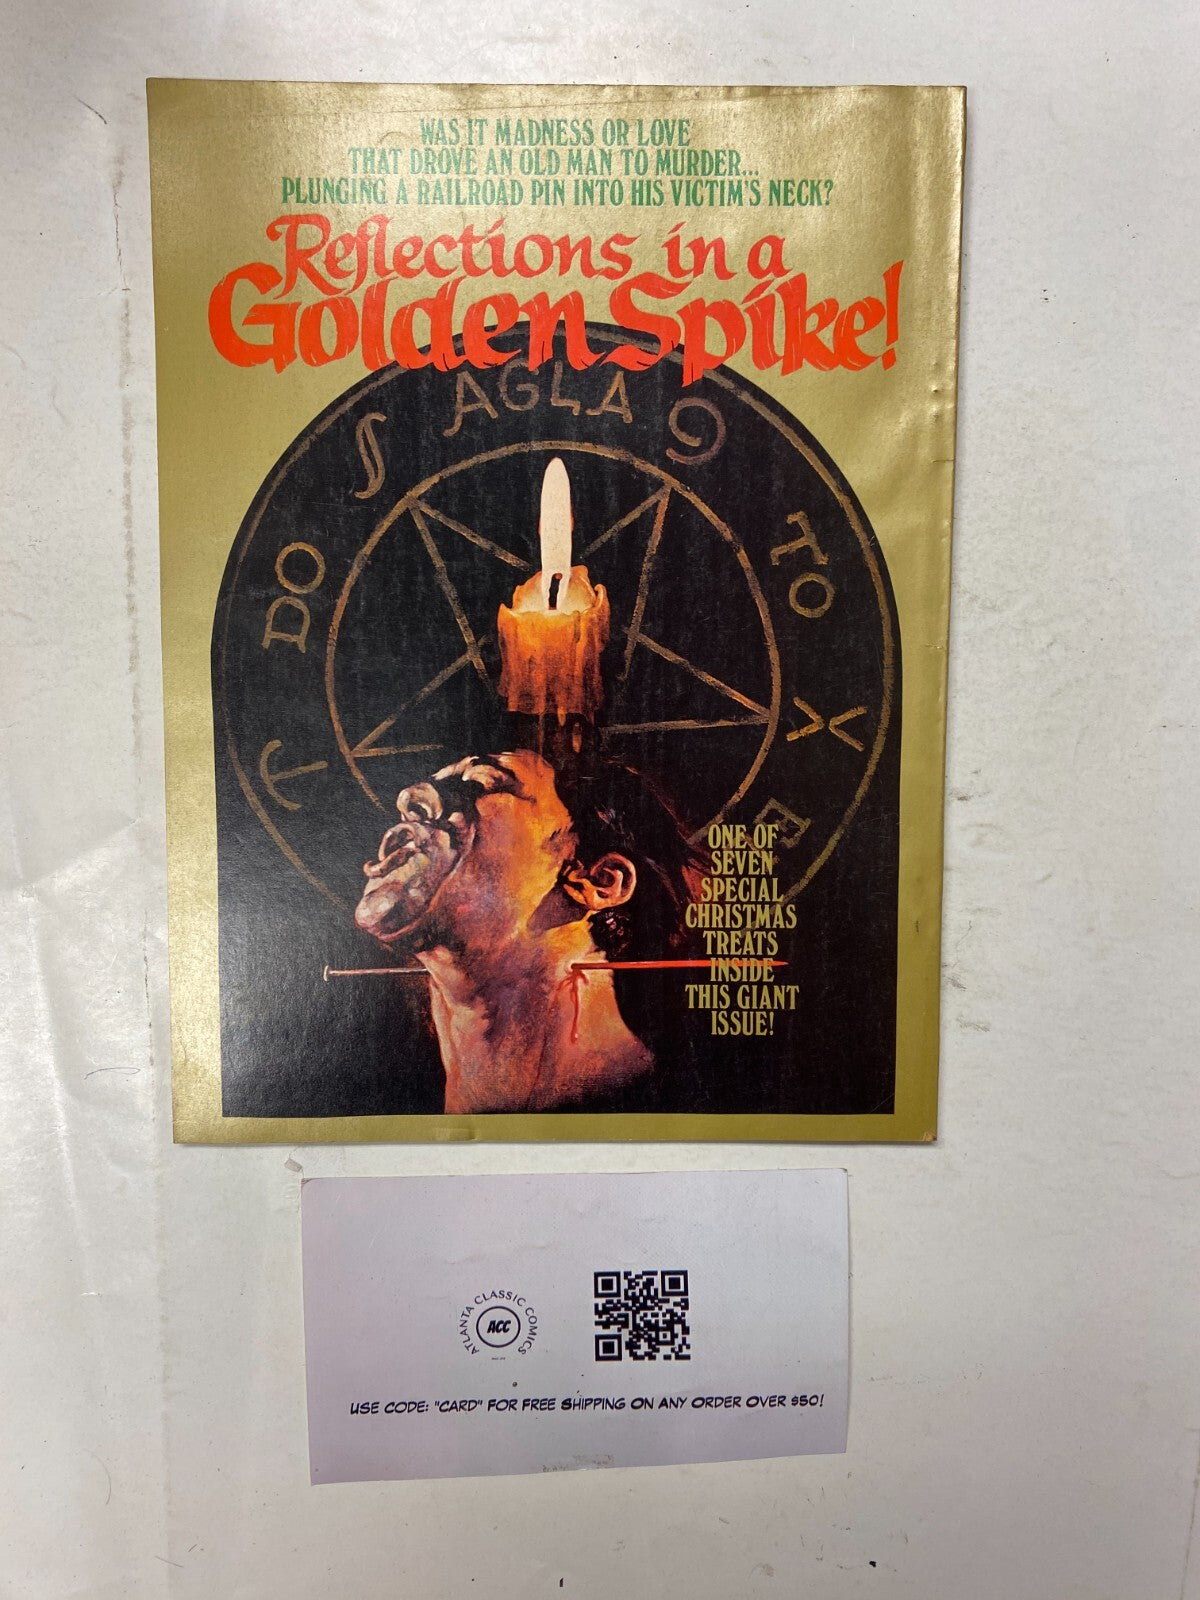 WAS IT MADNESS OR LOVE
THAT DROVE AN OLD MAN TO MURDER...
PLUNGING A RAILROAD PIN INTO HIS VICTIM'S NECK?
Reflections in a
Golden Spike!
AGLA
DO
TO
ONE OF
SEVEN
SPECIAL
CHRISTMAS
TREATS
INSIDE
THIS GIANT
ISSUE!
ATLANTA CLASSIC COMICS
ACC
USE CODE: "CARD" FOR FREE SHIPPING ON ANY ORDER OVER $50!